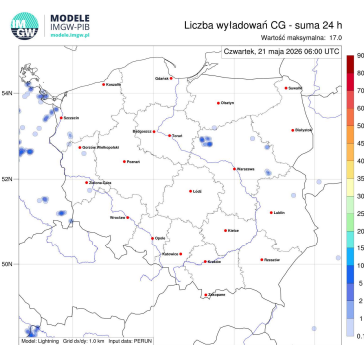 IM
GW
MODELE
IMGW-PIB
modele.imgw.pl
Liczba wyładowań CG - suma 24 h
Wartość maksymalna: 17.0
Czwartek, 21 maja 2026 06:00 UTC
54N
52N
50N
Koszalin
Gdańsk
Suwałki
Olsztyn
Szczecin
Białystok
Bydgoszcz
Toruń
Gorzów Wielkopolski
Poznań
Warszawa
Zielona Góra
Łódź
Wrocław
Lublin
Kielce
Opole
Katowice
Kraków
Rzeszów
Zakopane
90
80
70
60
50
45
40
35
30
25
20
15
10
5
2
1
0.
Model: Lightning Grid dx/dy: 1.0 km Input data: PERUN